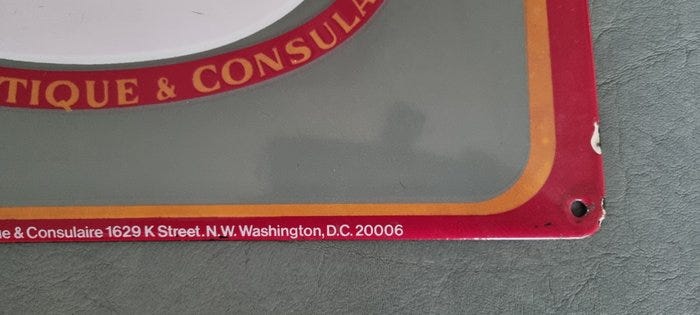 TIQUE & CONSULA
& Consulaire 1629 K Street. N.W. Washington, D.C. 20006